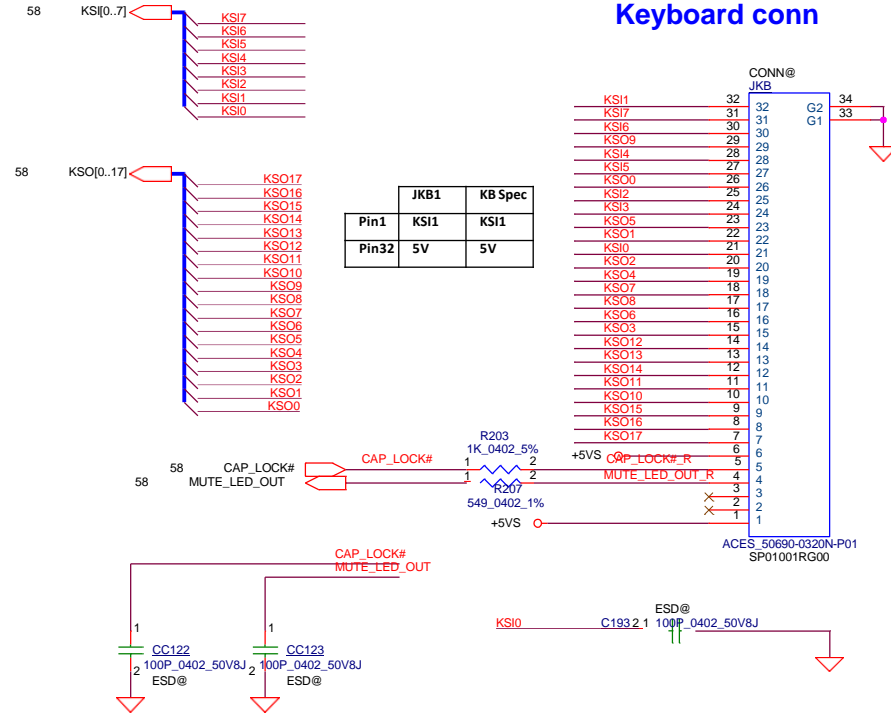 Keyboard conn
58 KSI[0..7]
KSI7
KSI6
KSI5
KSI4
KSI3
KSI2
KSI1
KSI0
58 KSO[0..17]
KSO17
KSO16
KSO15
KSO14
KSO13
KSO12
KSO11
KSO10
KSO9
KSO8
KSO7
KSO6
KSO5
KSO4
KSO3
KSO2
KSO1
KSO0
JKB1 KB Spec
Pin1 KSI1 KSI1
Pin32 5V 5V
CONN@
JKB
KSI1 32 32 G2 34
KSI7 31 31 G1 33
KSI6 30 30
KSO9 29 29
KSI4 28 28
KSI5 27 27
KSO0 26 26
KSI2 25 25
KSI3 24 24
KSO5 23 23
KSO1 22 22
KSI0 21 21
KSO2 20 20
KSO4 19 19
KSO7 18 18
KSO8 17 17
KSO6 16 16
KSO3 15 15
KSO12 14 14
KSO13 13 13
KSO14 12 12
KSO11 11 11
KSO10 10 10
KSO15 9 9
KSO16 8 8
KSO17 7 7
+5VS 6 6
CAP_LOCK#_R 5 5
MUTE_LED_OUT_R 4 4
3 3
2 2
+5VS 1 1
ACES_50690-0320N-P01
SP01001RG00
R203
1K_0402_5%
58 CAP_LOCK# CAP_LOCK# 1 2
58 MUTE_LED_OUT 1 2
R207
549_0402_1%
CAP_LOCK#
MUTE_LED_OUT
1
2
CC122
100P_0402_50V8J
ESD@
1
2
CC123
100P_0402_50V8J
ESD@
ESD@
KSI0 C193 2 1 100P_0402_50V8J